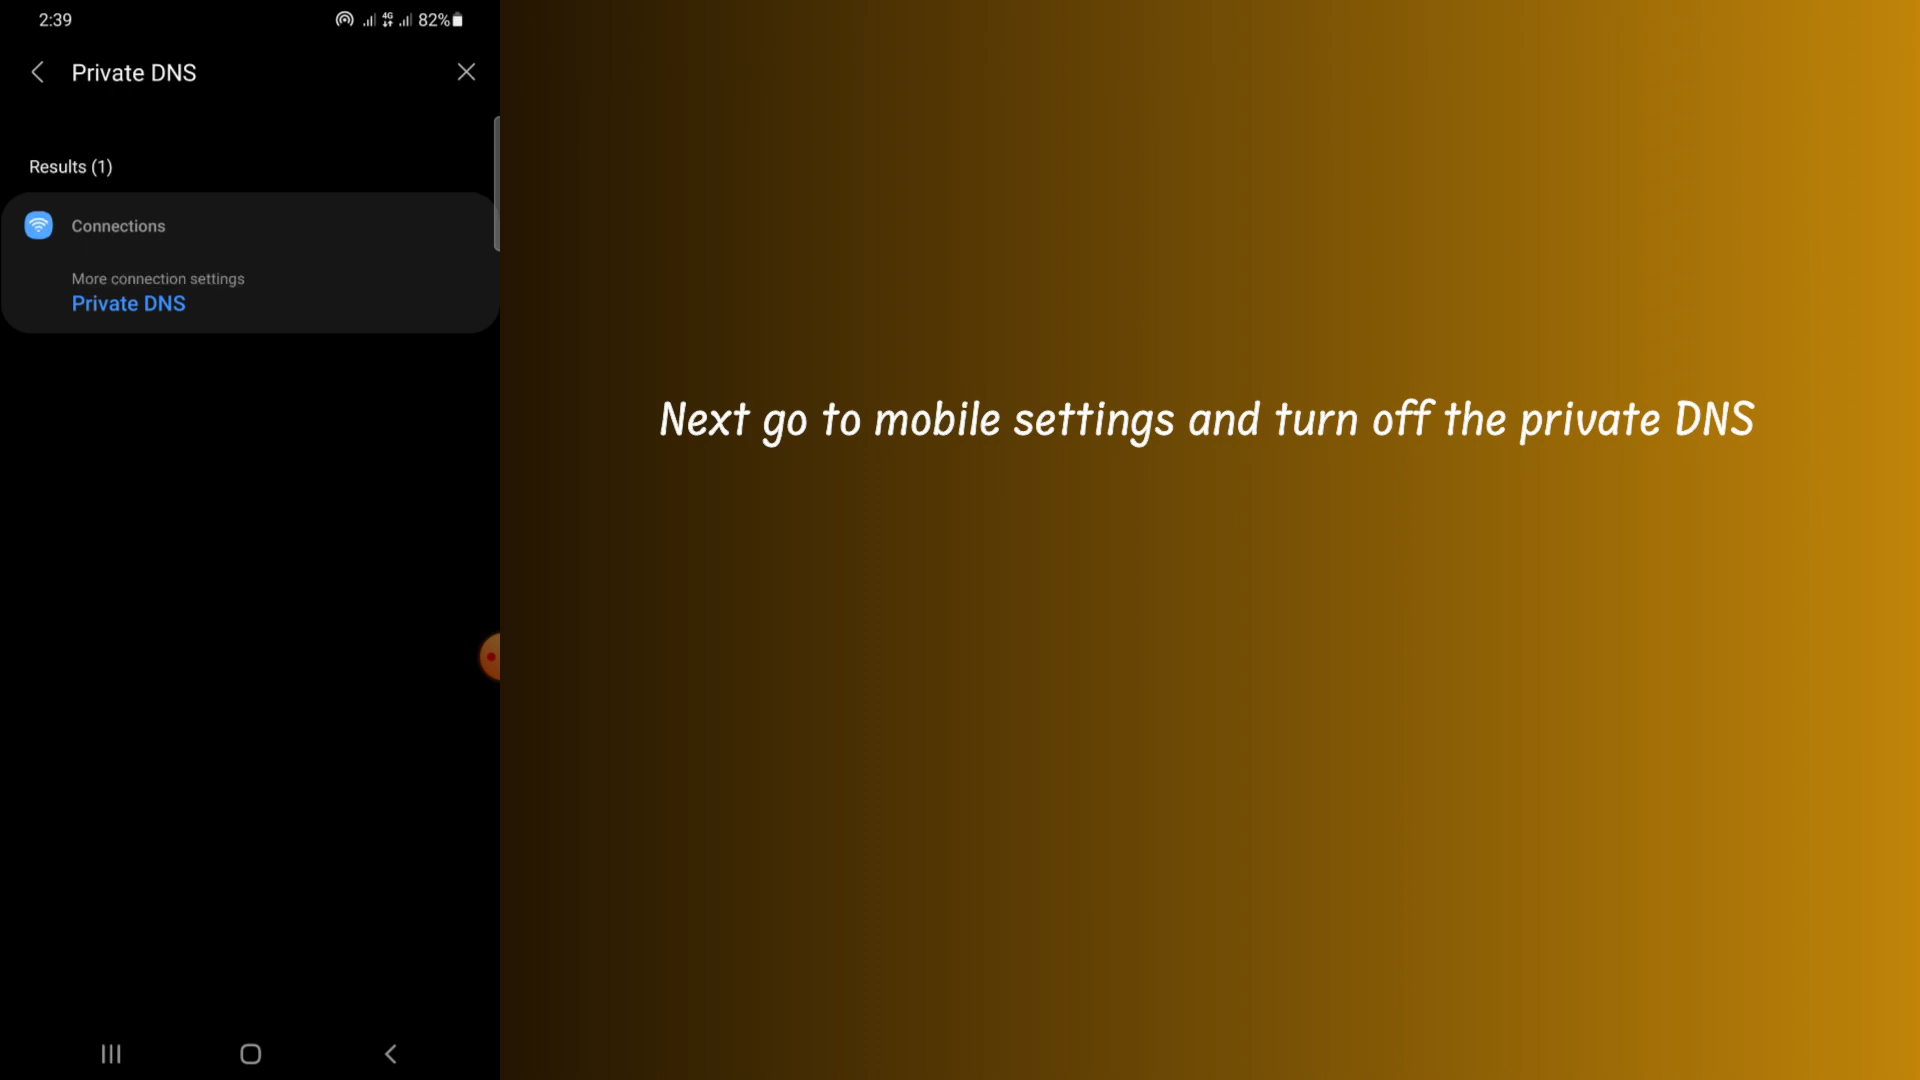 2:39
4G 82%
Private DNS
Results (1)
Connections
More connection settings
Private DNS
Next go to mobile settings and turn off the private DNS